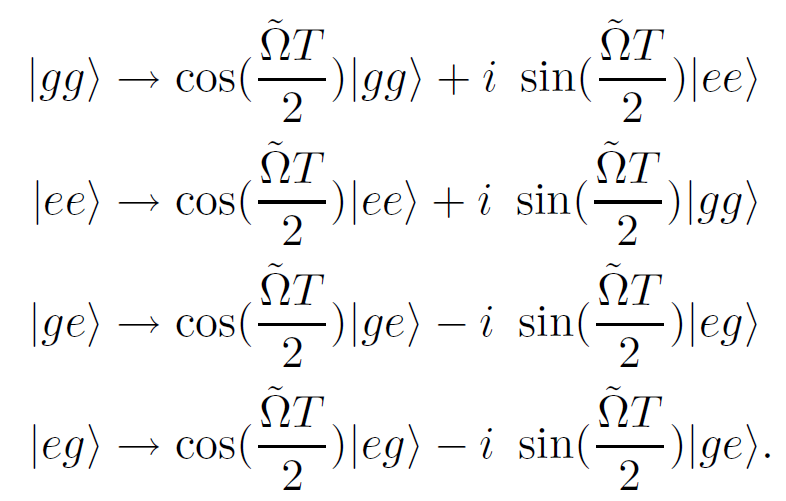 |gg⟩ → cos(Ω̃T/2)|gg⟩ + i sin(Ω̃T/2)|ee⟩
|ee⟩ → cos(Ω̃T/2)|ee⟩ + i sin(Ω̃T/2)|gg⟩
|ge⟩ → cos(Ω̃T/2)|ge⟩ − i sin(Ω̃T/2)|eg⟩
|eg⟩ → cos(Ω̃T/2)|eg⟩ − i sin(Ω̃T/2)|ge⟩.